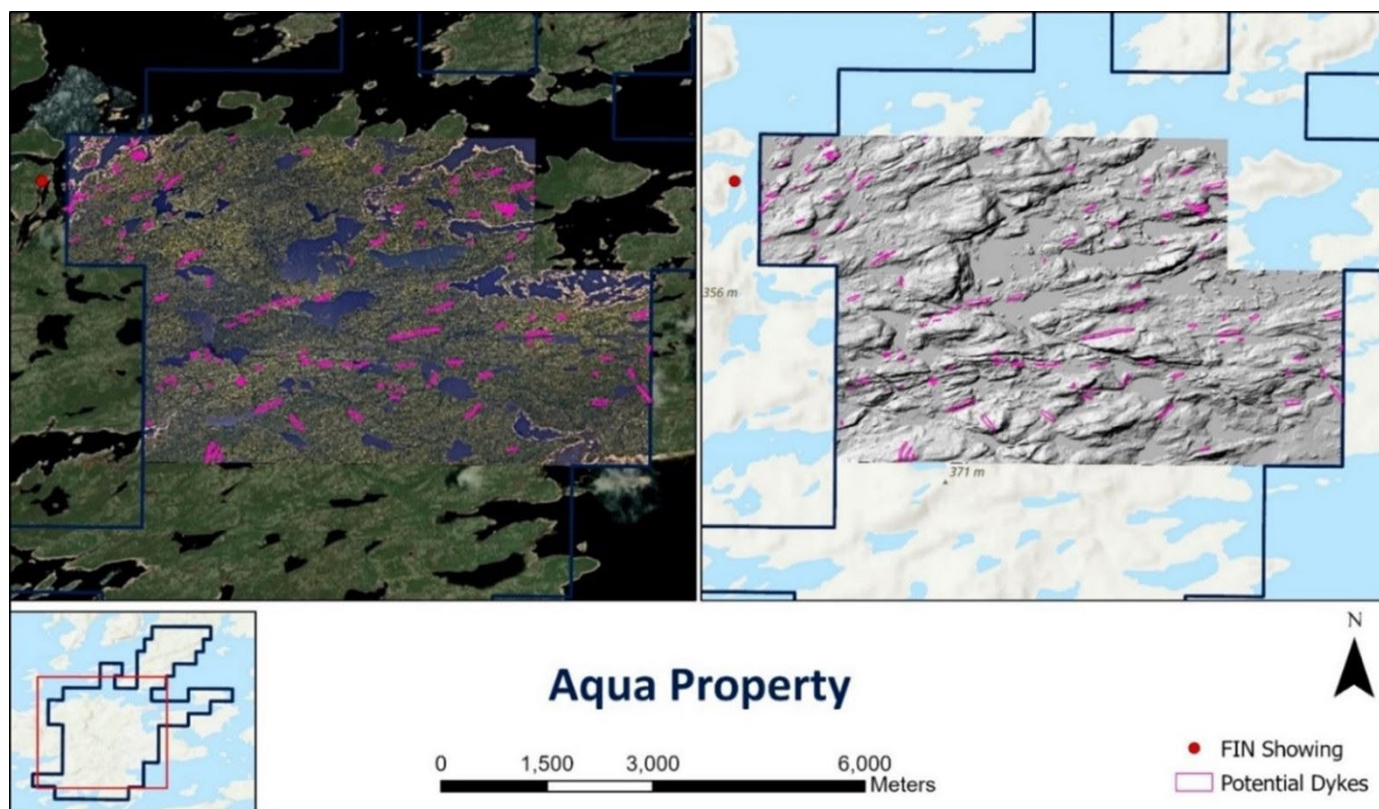 356 m
371 m
Aqua Property
0 1,500 3,000 6,000
Meters
N
FIN Showing
Potential Dykes